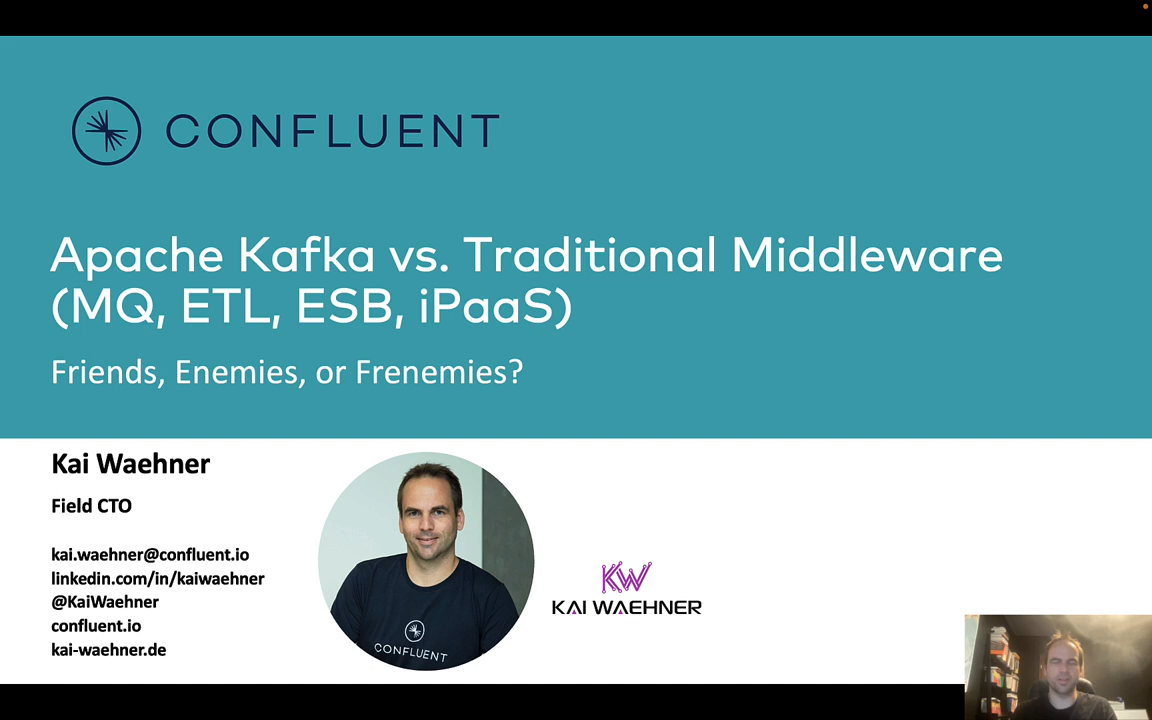 CONFLUENT
Apache Kafka vs. Traditional Middleware
(MQ, ETL, ESB, iPaaS)
Friends, Enemies, or Frenemies?
Kai Waehner
Field CTO
kai.waehner@confluent.io
linkedin.com/in/kaiwaehner
@KaiWaehner
confluent.io
kai-waehner.de
CONFLUENT
KW
KAI WAEHNER